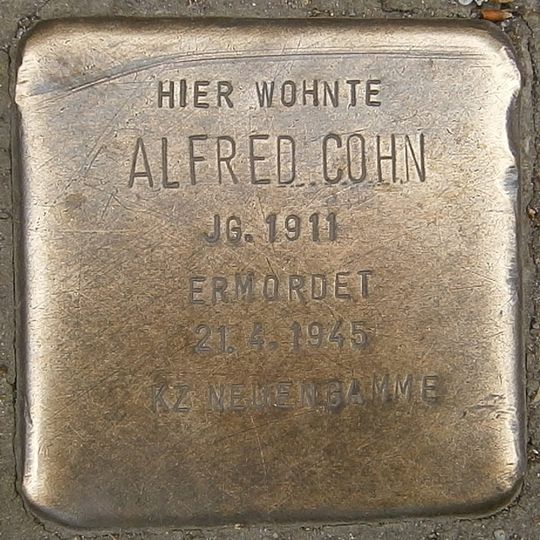 HIER WOHNTE
ALFRED COHN
JG. 1911
ERMORDET
21. 4. 1945
KZ NEUENGAMME